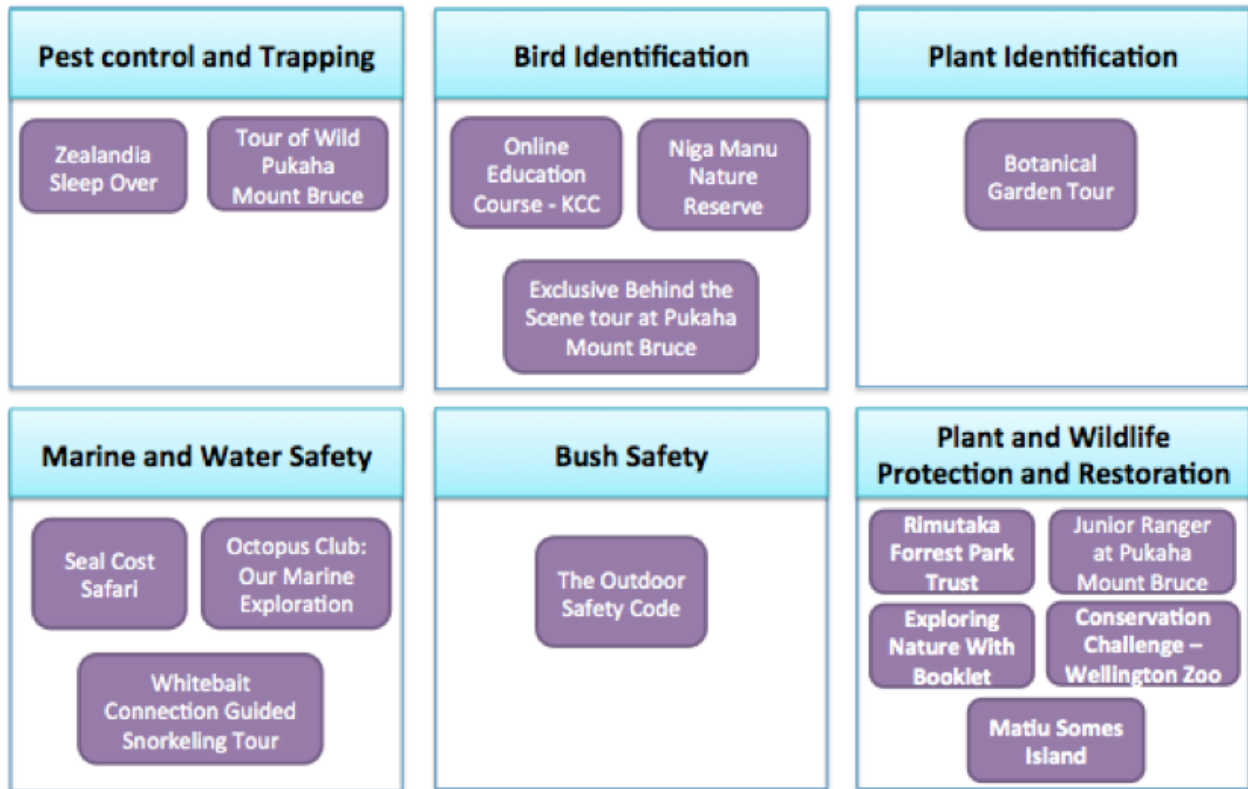 Pest control and Trapping
Zealandia
Sleep Over
Tour of Wild
Pukaha
Mount Bruce
Bird Identification
Online
Education
Course - KCC
Niga Manu
Nature
Reserve
Exclusive Behind the
Scene tour at Pukaha
Mount Bruce
Plant Identification
Botanical
Garden Tour
Marine and Water Safety
Seal Cost
Safari
Octopus Club:
Our Marine
Exploration
Whitebait
Connection Guided
Snorkeling Tour
Bush Safety
The Outdoor
Safety Code
Plant and Wildlife
Protection and Restoration
Rimutaka
Forrest Park
Trust
Junior Ranger
at Pukaha
Mount Bruce
Exploring
Nature With
Booklet
Conservation
Challenge –
Wellington Zoo
Matiu Somes
Island